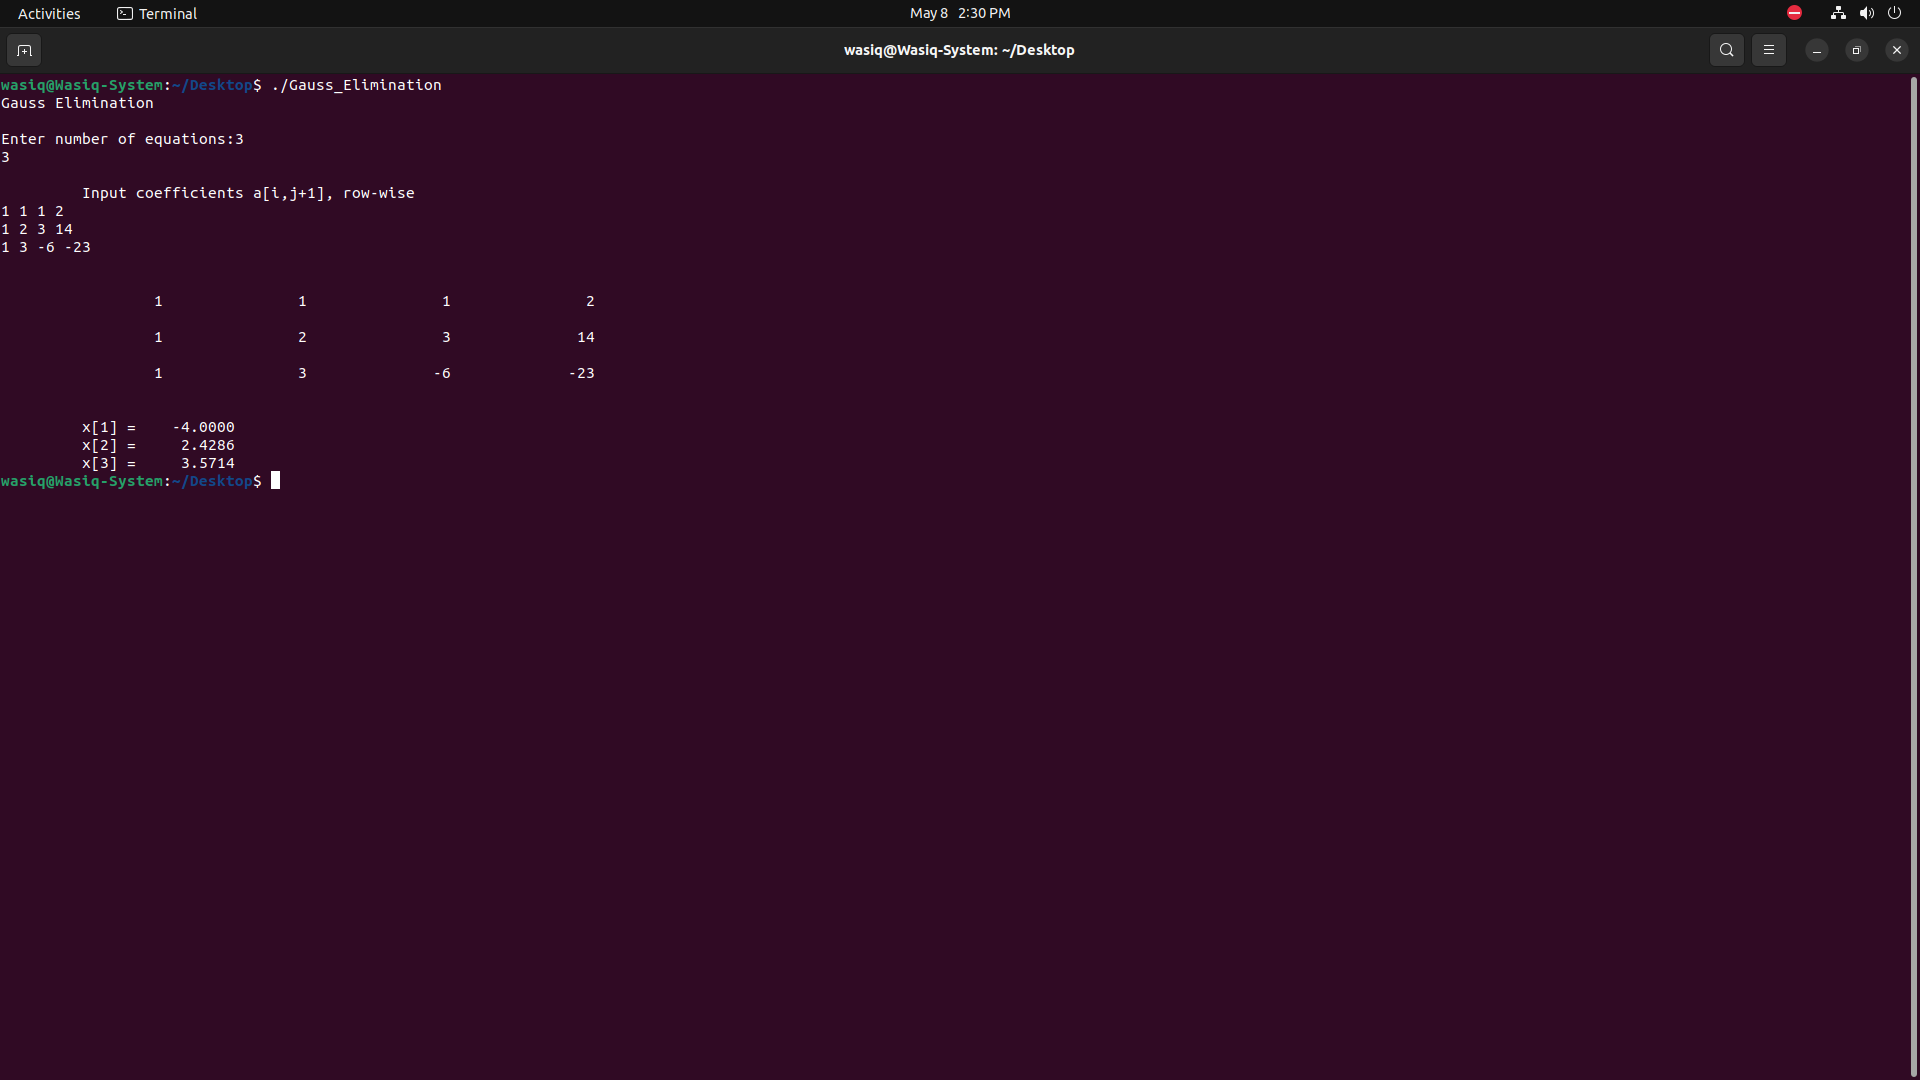 Activities Terminal May 8 2:30 PM
wasiq@Wasiq-System: ~/Desktop
wasiq@Wasiq-System:~/Desktop$ ./Gauss_Elimination
Gauss Elimination
Enter number of equations:3
3
Input coefficients a[i,j+1], row-wise
1 1 1 2
1 2 3 14
1 3 -6 -23
1 1 1 2
1 2 3 14
1 3 -6 -23
x[1] = -4.0000
x[2] = 2.4286
x[3] = 3.5714
wasiq@Wasiq-System:~/Desktop$